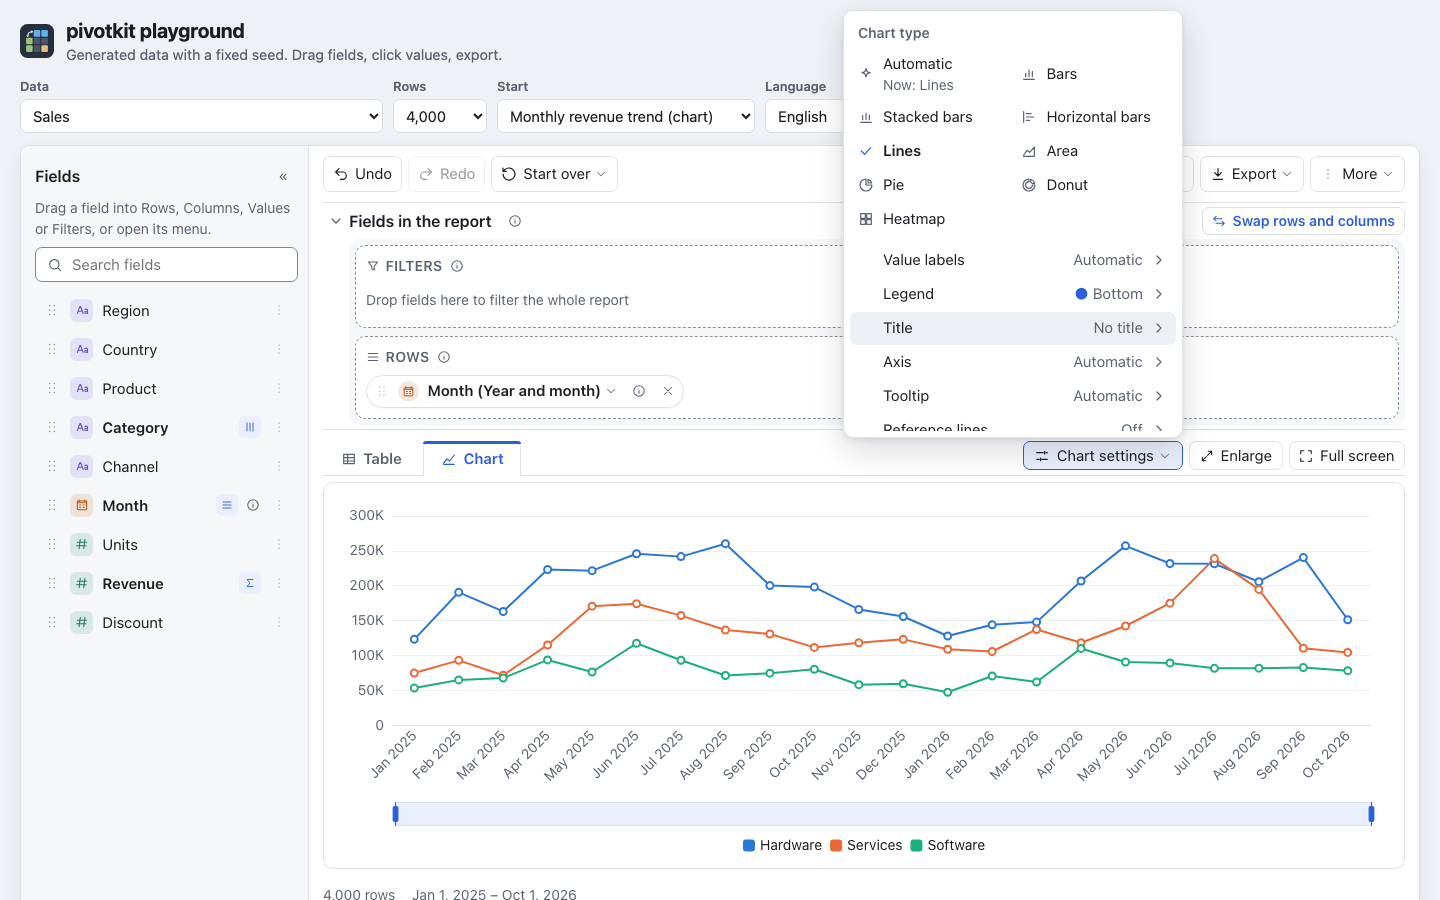 pivotkit playground
Generated data with a fixed seed. Drag fields, click values, export.
Data
Rows
Start
Language
Sales
4,000
Monthly revenue trend (chart)
English
Fields
«
Drag a field into Rows, Columns, Values
or Filters, or open its menu.
Search fields
Aa Region
Aa Country
Aa Product
Aa Category
Aa Channel
Month
# Units
# Revenue Σ
# Discount
Undo
Redo
Start over
Export
More
Fields in the report
Swap rows and columns
FILTERS
Drop fields here to filter the whole report
ROWS
Month (Year and month)
Chart type
Automatic
Now: Lines
Bars
Stacked bars
Horizontal bars
Lines
Area
Pie
Donut
Heatmap
Value labels Automatic
Legend Bottom
Title No title
Axis Automatic
Tooltip Automatic
Reference lines Off
Table
Chart
Chart settings
Enlarge
Full screen
300K
250K
200K
150K
100K
50K
0
Jan 2025
Feb 2025
Mar 2025
Apr 2025
May 2025
Jun 2025
Jul 2025
Aug 2025
Sep 2025
Oct 2025
Nov 2025
Dec 2025
Jan 2026
Feb 2026
Mar 2026
Apr 2026
May 2026
Jun 2026
Jul 2026
Aug 2026
Sep 2026
Oct 2026
Hardware Services Software
4,000 rows Jan 1, 2025 – Oct 1, 2026